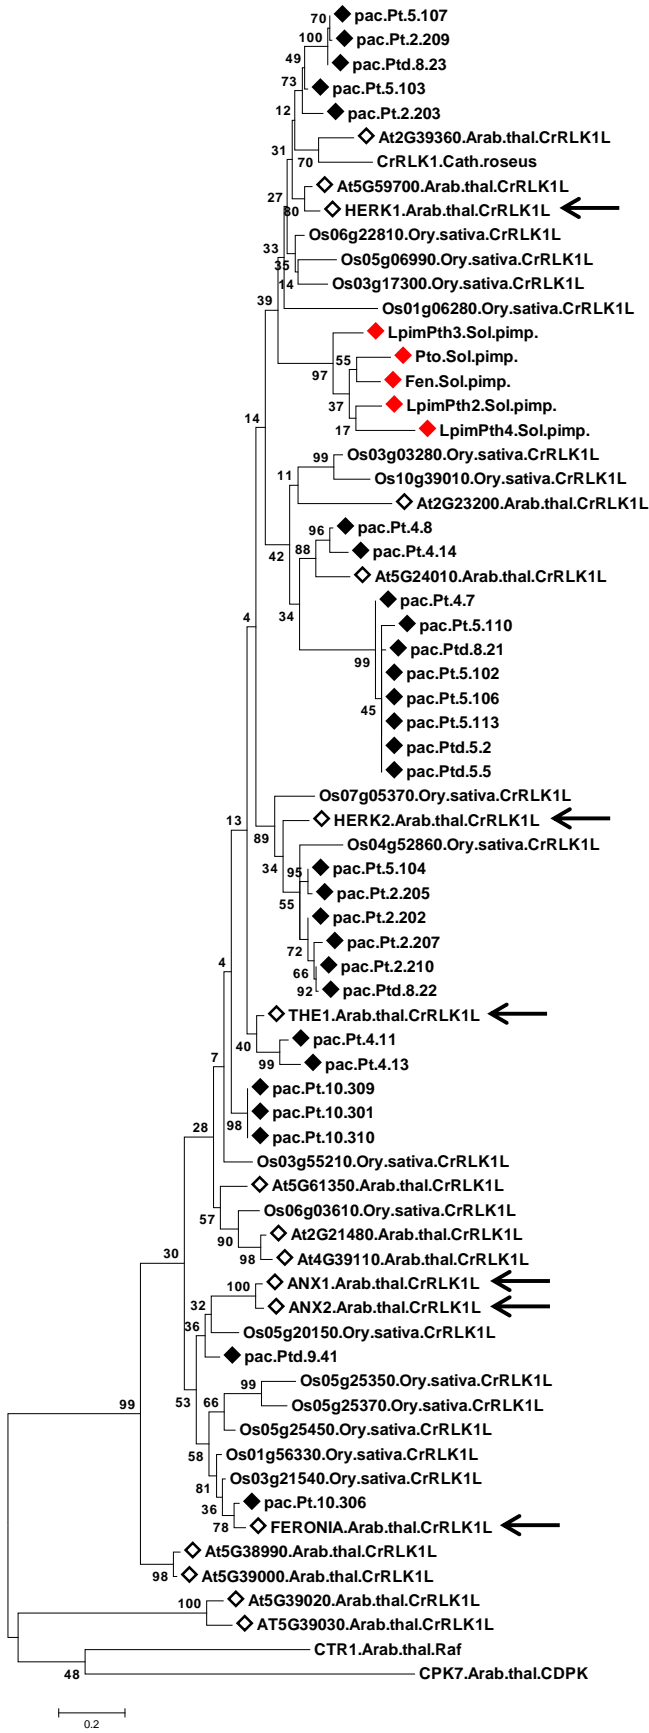 70
pac.Pt.5.107
100
pac.Pt.2.209
49
pac.Ptd.8.23
73
pac.Pt.5.103
12
pac.Pt.2.203
At2G39360.Arab.thal.CrRLK1L
31
70
CrRLK1.Cath.roseus
At5G59700.Arab.thal.CrRLK1L
27
80
HERK1.Arab.thal.CrRLK1L
Os06g22810.Ory.sativa.CrRLK1L
33
35
Os05g06990.Ory.sativa.CrRLK1L
14
Os03g17300.Ory.sativa.CrRLK1L
39
Os01g06280.Ory.sativa.CrRLK1L
LpimPth3.Sol.pimp.
55
Pto.Sol.pimp.
97
Fen.Sol.pimp.
37
LpimPth2.Sol.pimp.
14
17
LpimPth4.Sol.pimp.
99
Os03g03280.Ory.sativa.CrRLK1L
11
Os10g39010.Ory.sativa.CrRLK1L
At2G23200.Arab.thal.CrRLK1L
96
pac.Pt.4.8
42
88
pac.Pt.4.14
At5G24010.Arab.thal.CrRLK1L
34
pac.Pt.4.7
4
pac.Pt.5.110
99
pac.Ptd.8.21
pac.Pt.5.102
45
pac.Pt.5.106
pac.Pt.5.113
pac.Ptd.5.2
pac.Ptd.5.5
Os07g05370.Ory.sativa.CrRLK1L
13
89
HERK2.Arab.thal.CrRLK1L
Os04g52860.Ory.sativa.CrRLK1L
34
95
pac.Pt.5.104
55
pac.Pt.2.205
pac.Pt.2.202
72
pac.Pt.2.207
4
66
pac.Pt.2.210
92
pac.Ptd.8.22
THE1.Arab.thal.CrRLK1L
40
pac.Pt.4.11
7
99
pac.Pt.4.13
pac.Pt.10.309
98
pac.Pt.10.301
28
pac.Pt.10.310
Os03g55210.Ory.sativa.CrRLK1L
At5G61350.Arab.thal.CrRLK1L
57
Os06g03610.Ory.sativa.CrRLK1L
90
At2G21480.Arab.thal.CrRLK1L
30
98
At4G39110.Arab.thal.CrRLK1L
100
ANX1.Arab.thal.CrRLK1L
32
ANX2.Arab.thal.CrRLK1L
36
Os05g20150.Ory.sativa.CrRLK1L
pac.Ptd.9.41
99
Os05g25350.Ory.sativa.CrRLK1L
99
53
66
Os05g25370.Ory.sativa.CrRLK1L
Os05g25450.Ory.sativa.CrRLK1L
58
Os01g56330.Ory.sativa.CrRLK1L
81
Os03g21540.Ory.sativa.CrRLK1L
36
pac.Pt.10.306
78
FERONIA.Arab.thal.CrRLK1L
At5G38990.Arab.thal.CrRLK1L
98
At5G39000.Arab.thal.CrRLK1L
100
At5G39020.Arab.thal.CrRLK1L
AT5G39030.Arab.thal.CrRLK1L
CTR1.Arab.thal.Raf
48
CPK7.Arab.thal.CDPK
0.2